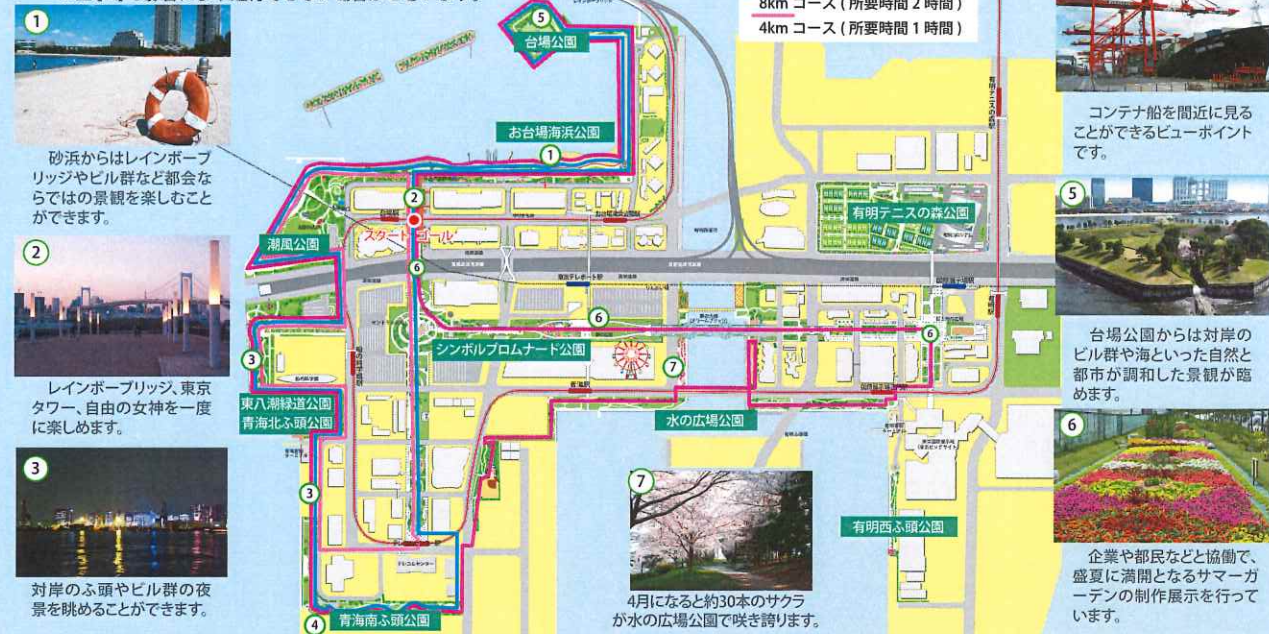 8km コース ( 所要時間 2 時間 )
4km コース ( 所要時間 1 時間 )
①
砂浜からはレインボーブ
リッジやビル群など都会な
らではの景観を楽しむこと
ができます。
②
レインボーブリッジ、東京
タワー、自由の女神を一度
に楽しめます。
③
対岸のふ頭やビル群の夜
景を眺めることができます。
⑤
台場公園
お台場海浜公園
①
②
スタート ゴール
潮風公園
⑥
有明テニスの森公園
シンボルプロムナード公園
⑥
⑥
⑦
③
東八潮緑道公園
青海北ふ頭公園
水の広場公園
③
有明西ふ頭公園
④
青海南ふ頭公園
⑦
4月になると約30本のサクラ
が水の広場公園で咲き誇ります。
コンテナ船を間近に見る
ことができるビューポイント
です。
⑤
台場公園からは対岸の
ビル群や海といった自然と
都市が調和した景観が臨
めます。
⑥
企業や都民などと協働で、
盛夏に満開となるサマーガ
ーデンの制作展示を行って
います。